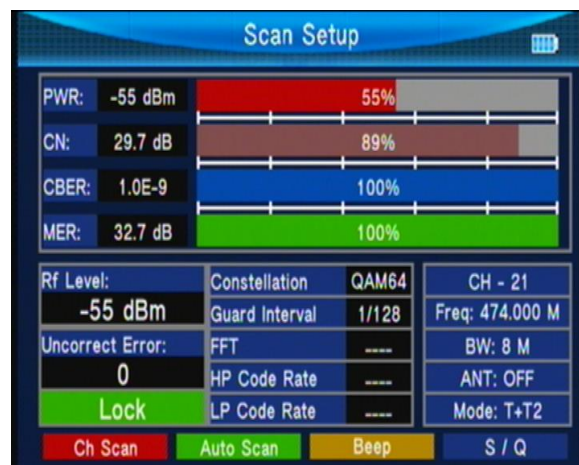 Scan Setup
PWR: -55 dBm 55%
CN: 29.7 dB 89%
CBER: 1.0E-9 100%
MER: 32.7 dB 100%
Rf Level:
-55 dBm
Uncorrect Error:
0
Lock
Constellation QAM64
Guard Interval 1/128
FFT ----
HP Code Rate ----
LP Code Rate ----
CH - 21
Freq: 474.000 M
BW: 8 M
ANT: OFF
Mode: T+T2
Ch Scan Auto Scan Beep S / Q